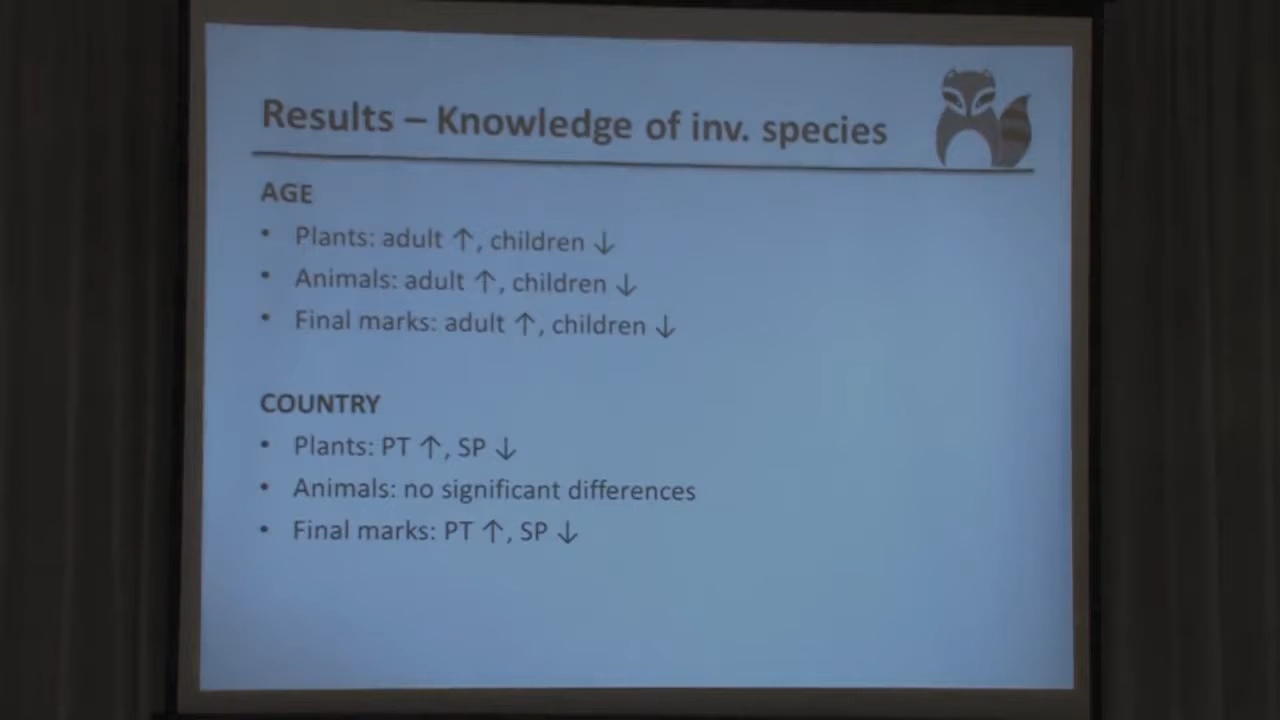 Results – Knowledge of inv. species
AGE
• Plants: adult ↑, children ↓
• Animals: adult ↑, children ↓
• Final marks: adult ↑, children ↓
COUNTRY
• Plants: PT ↑, SP ↓
• Animals: no significant differences
• Final marks: PT ↑, SP ↓